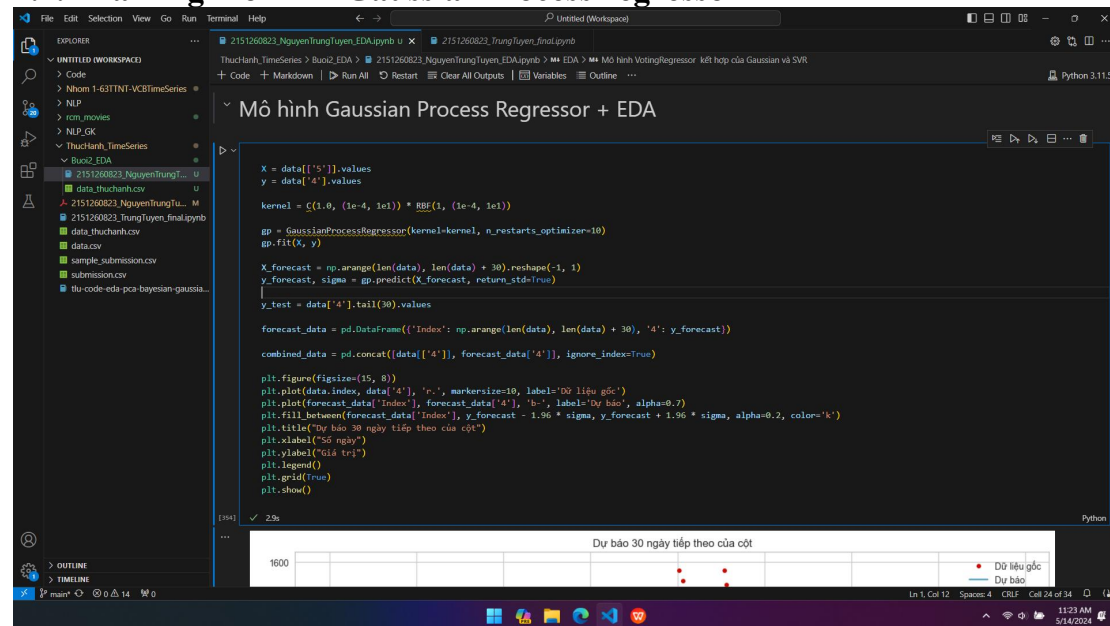 File Edit Selection View Go Run Terminal Help
Untitled (Workspace)
EXPLORER
UNTITLED (WORKSPACE)
Code
Nhom 1-63TTNT-VCBTimeSeries
NLP
rcm_movies
NLP_GK
ThucHanh_TimeSeries
Buoi2_EDA
2151260823_NguyenTrungT... U
data_thuchanh.csv U
2151260823_NguyenTrungTu... M
2151260823_TrungTuyen_final.ipynb
data_thuchanh.csv
data.csv
sample_submission.csv
submission.csv
tlu-code-eda-pca-bayesian-gaussia...
OUTLINE
TIMELINE
2151260823_NguyenTrungTuyen_EDA.ipynb U
2151260823_TrungTuyen_final.ipynb
ThucHanh_TimeSeries > Buoi2_EDA > 2151260823_NguyenTrungTuyen_EDA.ipynb > M↓ EDA > M↓ Mô hình VotingRegressor kết hợp của Gaussian và SVR
+ Code + Markdown | Run All Restart Clear All Outputs | Variables Outline ...
Python 3.11.5
Mô hình Gaussian Process Regressor + EDA
X = data[['5']].values
y = data['4'].values
kernel = C(1.0, (1e-4, 1e1)) * RBF(1, (1e-4, 1e1))
gp = GaussianProcessRegressor(kernel=kernel, n_restarts_optimizer=10)
gp.fit(X, y)
X_forecast = np.arange(len(data), len(data) + 30).reshape(-1, 1)
y_forecast, sigma = gp.predict(X_forecast, return_std=True)
y_test = data['4'].tail(30).values
forecast_data = pd.DataFrame({'Index': np.arange(len(data), len(data) + 30), '4': y_forecast})
combined_data = pd.concat([data[['4']], forecast_data['4']], ignore_index=True)
plt.figure(figsize=(15, 8))
plt.plot(data.index, data['4'], 'r.', markersize=10, label='Dữ liệu gốc')
plt.plot(forecast_data['Index'], forecast_data['4'], 'b-', label='Dự báo', alpha=0.7)
plt.fill_between(forecast_data['Index'], y_forecast - 1.96 * sigma, y_forecast + 1.96 * sigma, alpha=0.2, color='k')
plt.title("Dự báo 30 ngày tiếp theo của cột")
plt.xlabel("Số ngày")
plt.ylabel("Giá trị")
plt.legend()
plt.grid(True)
plt.show()
[354] ✓ 2.9s
Python
Dự báo 30 ngày tiếp theo của cột
1600
Dữ liệu gốc
Dự báo
main* 0 14 0
Ln 1, Col 12 Spaces: 4 CRLF Cell 24 of 34
11:23 AM
5/14/2024